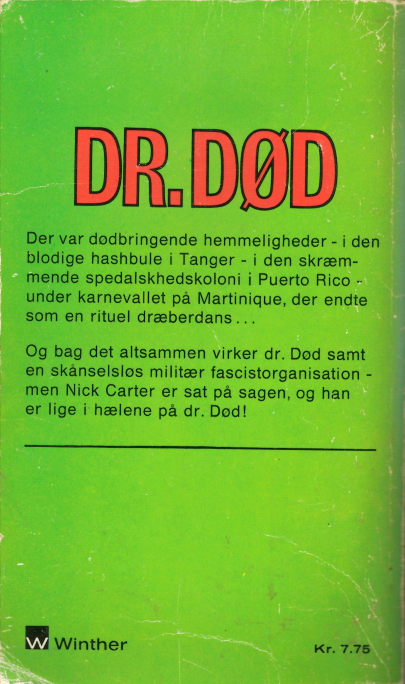 DR. DØD
Der var dødbringende hemmeligheder - i den
blodige hashbule i Tanger - i den skræm-
mende spedalskhedskoloni i Puerto Rico -
under karnevallet på Martinique, der endte
som en rituel dræberdans...
Og bag det altsammen virker dr. Død samt
en skånselsløs militær fascistorganisation -
men Nick Carter er sat på sagen, og han
er lige i hælene på dr. Død!
W Winther
Kr. 7.75